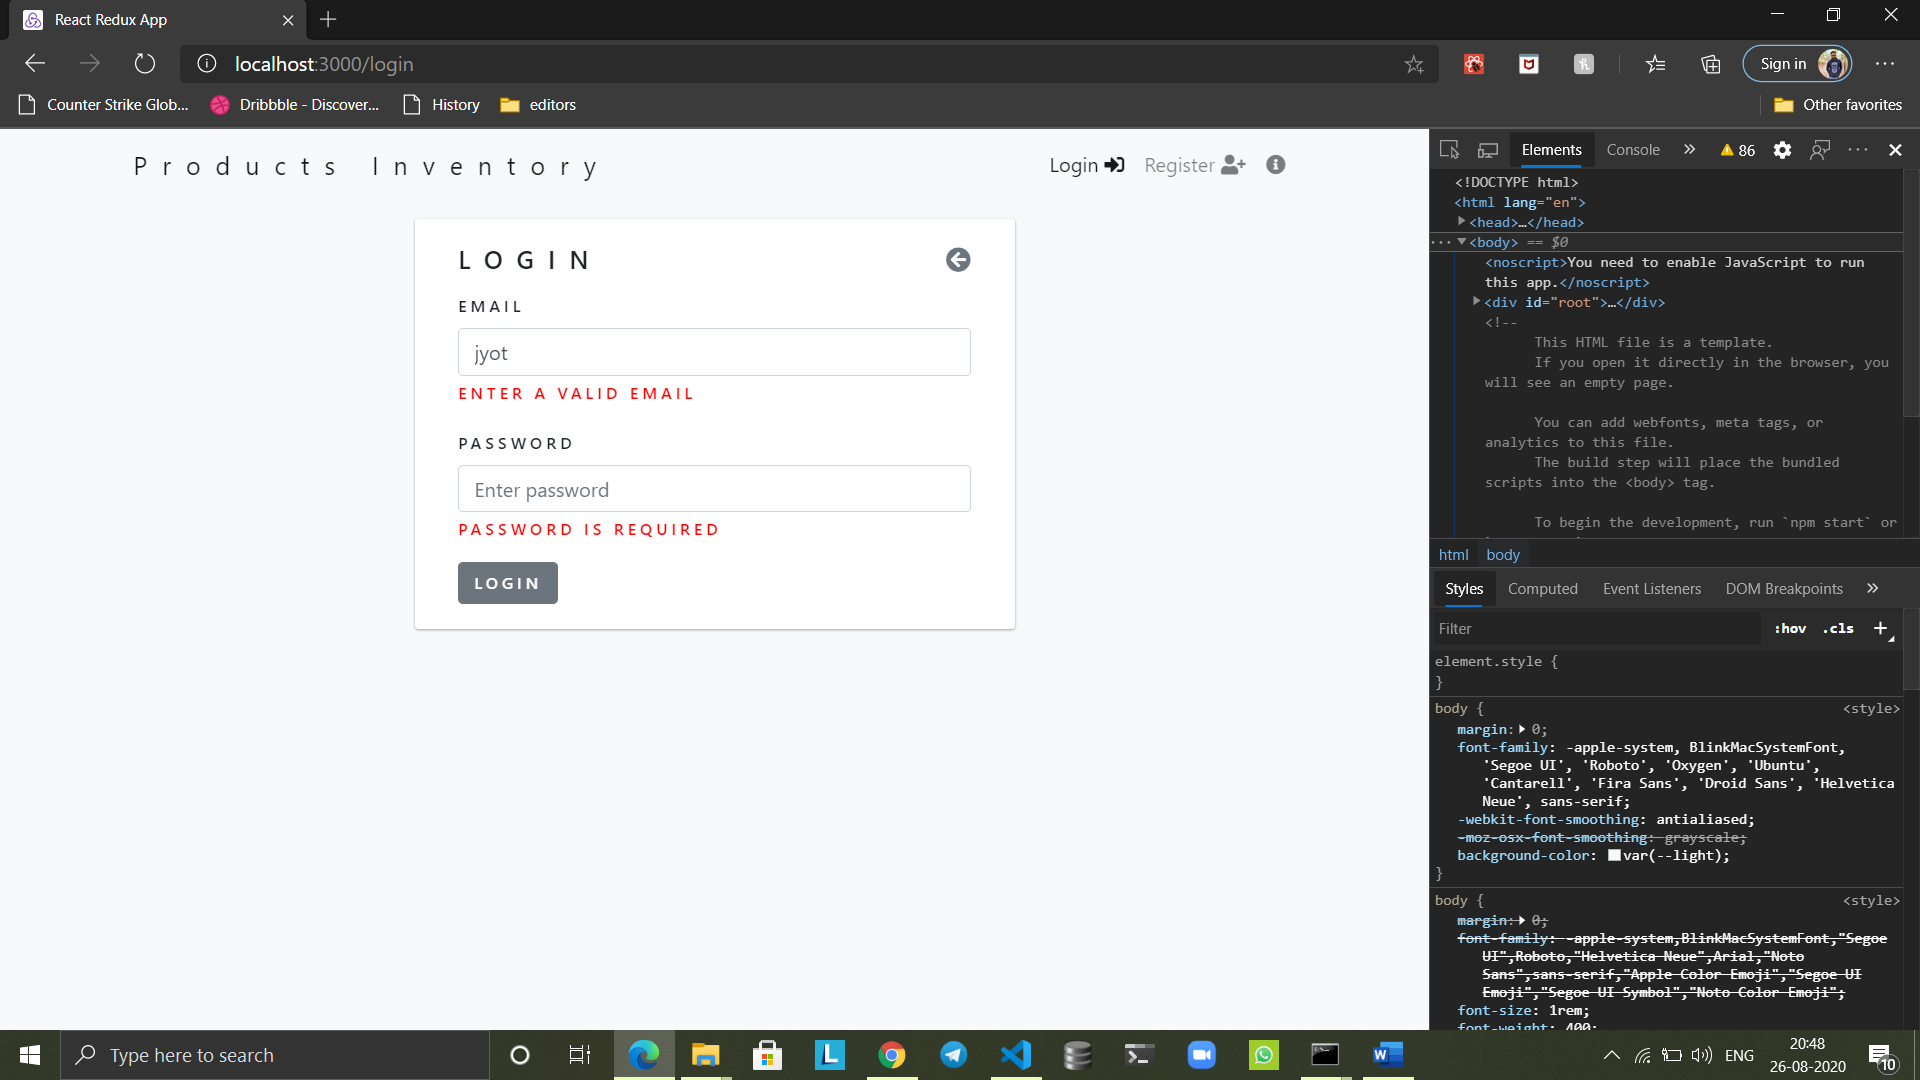 React Redux App
localhost:3000/login
Sign in
Counter Strike Glob...
Dribbble - Discover...
History
editors
Other favorites
Products Inventory
Login
Register
LOGIN
EMAIL
jyot
ENTER A VALID EMAIL
PASSWORD
Enter password
PASSWORD IS REQUIRED
LOGIN
Elements
Console
86
<!DOCTYPE html>
<html lang="en">
<head>…</head>
<body> == $0
<noscript>You need to enable JavaScript to run
this app.</noscript>
<div id="root">…</div>
<!--
This HTML file is a template.
If you open it directly in the browser, you
will see an empty page.
You can add webfonts, meta tags, or
analytics to this file.
The build step will place the bundled
scripts into the <body> tag.
To begin the development, run `npm start` or
html body
Styles Computed Event Listeners DOM Breakpoints
Filter
:hov .cls
element.style {
}
body {
<style>
margin: 0;
font-family: -apple-system, BlinkMacSystemFont,
'Segoe UI', 'Roboto', 'Oxygen', 'Ubuntu',
'Cantarell', 'Fira Sans', 'Droid Sans', 'Helvetica
Neue', sans-serif;
-webkit-font-smoothing: antialiased;
-moz-osx-font-smoothing: grayscale;
background-color: var(--light);
}
body {
<style>
margin: 0;
font-family: -apple-system,BlinkMacSystemFont,"Segoe
UI",Roboto,"Helvetica Neue",Arial,"Noto
Sans",sans-serif,"Apple Color Emoji","Segoe UI
Emoji","Segoe UI Symbol","Noto Color Emoji";
font-size: 1rem;
font-weight: 400;
Type here to search
ENG
20:48
26-08-2020
10